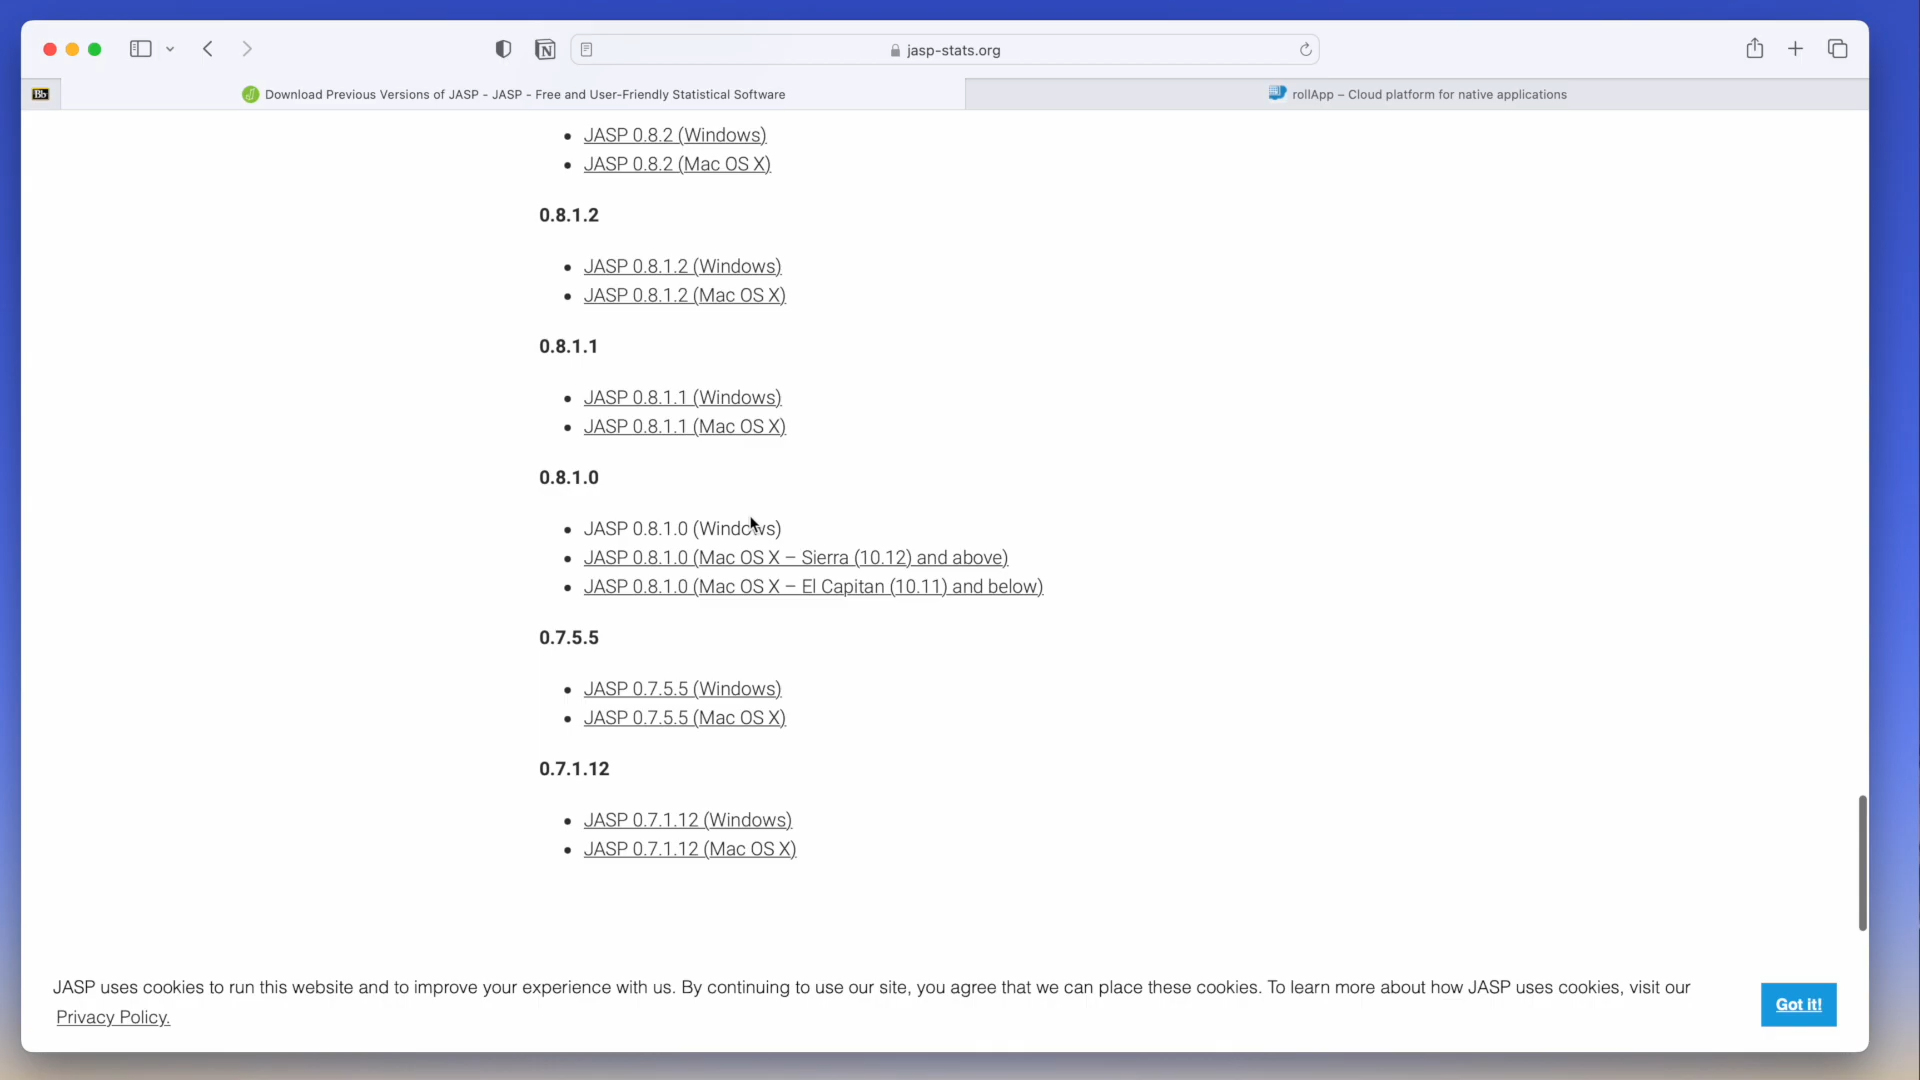 jasp-stats.org
Bb
Download Previous Versions of JASP - JASP - Free and User-Friendly Statistical Software
rollApp – Cloud platform for native applications
JASP 0.8.2 (Windows)
JASP 0.8.2 (Mac OS X)
0.8.1.2
JASP 0.8.1.2 (Windows)
JASP 0.8.1.2 (Mac OS X)
0.8.1.1
JASP 0.8.1.1 (Windows)
JASP 0.8.1.1 (Mac OS X)
0.8.1.0
JASP 0.8.1.0 (Windows)
JASP 0.8.1.0 (Mac OS X – Sierra (10.12) and above)
JASP 0.8.1.0 (Mac OS X – El Capitan (10.11) and below)
0.7.5.5
JASP 0.7.5.5 (Windows)
JASP 0.7.5.5 (Mac OS X)
0.7.1.12
JASP 0.7.1.12 (Windows)
JASP 0.7.1.12 (Mac OS X)
JASP uses cookies to run this website and to improve your experience with us. By continuing to use our site, you agree that we can place these cookies. To learn more about how JASP uses cookies, visit our
Privacy Policy.
Got it!